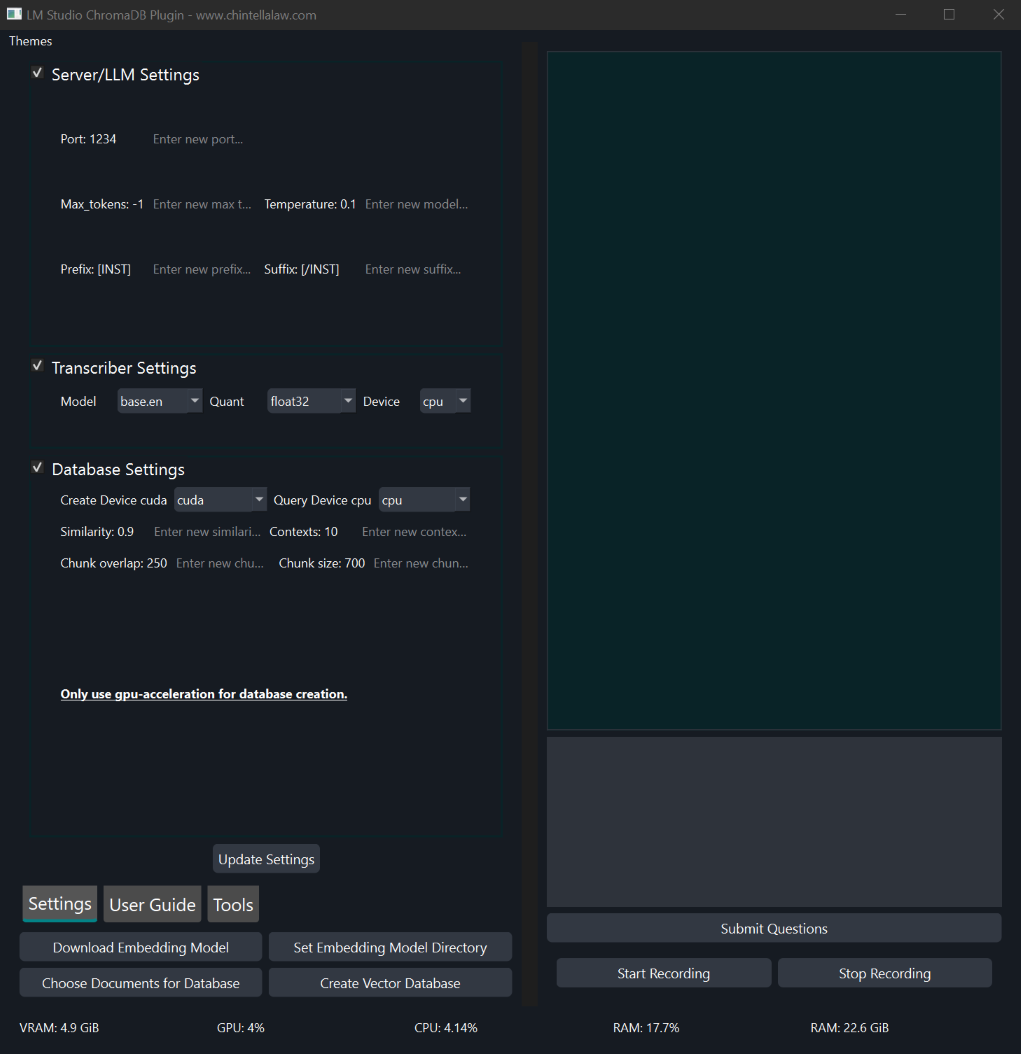 LM Studio ChromaDB Plugin - www.chintellalaw.com
Themes
Server/LLM Settings
Port: 1234 Enter new port...
Max_tokens: -1 Enter new max t... Temperature: 0.1 Enter new model...
Prefix: [INST] Enter new prefix... Suffix: [/INST] Enter new suffix...
Transcriber Settings
Model base.en Quant float32 Device cpu
Database Settings
Create Device cuda cuda Query Device cpu cpu
Similarity: 0.9 Enter new similari... Contexts: 10 Enter new contex...
Chunk overlap: 250 Enter new chu... Chunk size: 700 Enter new chun...
Only use gpu-acceleration for database creation.
Update Settings
Settings User Guide Tools
Download Embedding Model Set Embedding Model Directory
Choose Documents for Database Create Vector Database
Submit Questions
Start Recording Stop Recording
VRAM: 4.9 GiB GPU: 4% CPU: 4.14% RAM: 17.7% RAM: 22.6 GiB